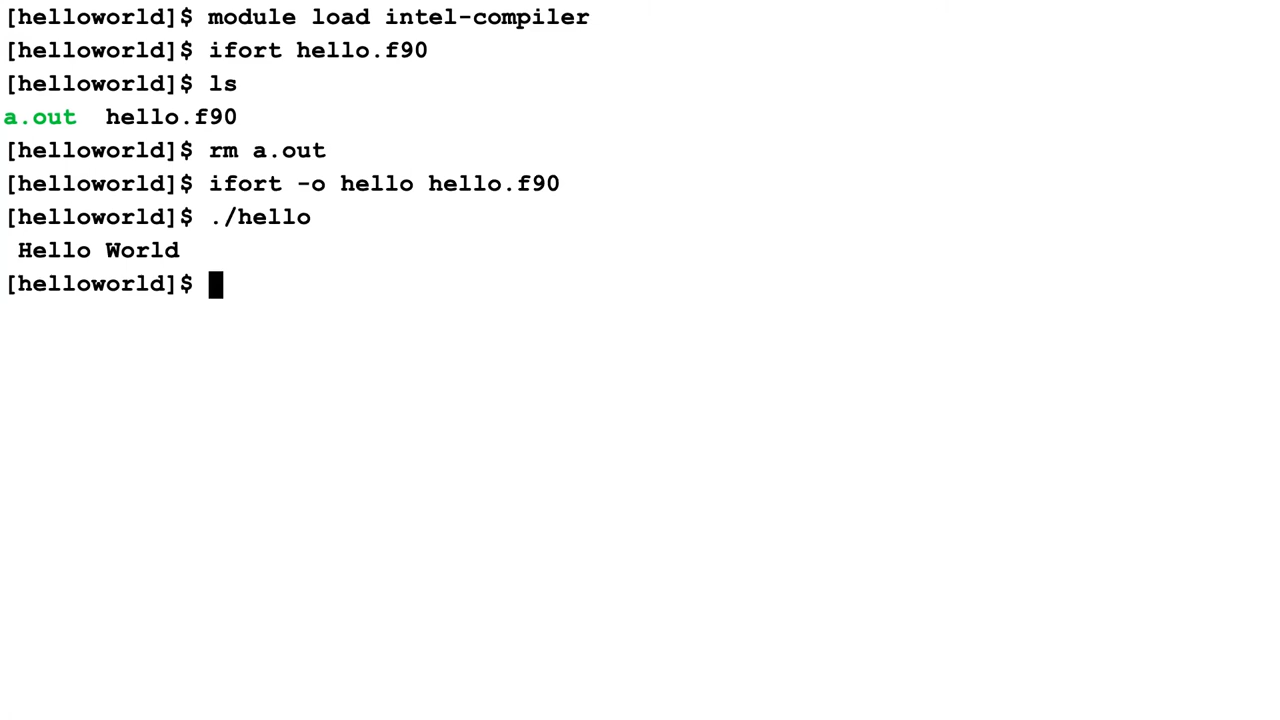 [helloworld]$ module load intel-compiler
[helloworld]$ ifort hello.f90
[helloworld]$ ls
a.out  hello.f90
[helloworld]$ rm a.out
[helloworld]$ ifort -o hello hello.f90
[helloworld]$ ./hello
 Hello World
[helloworld]$